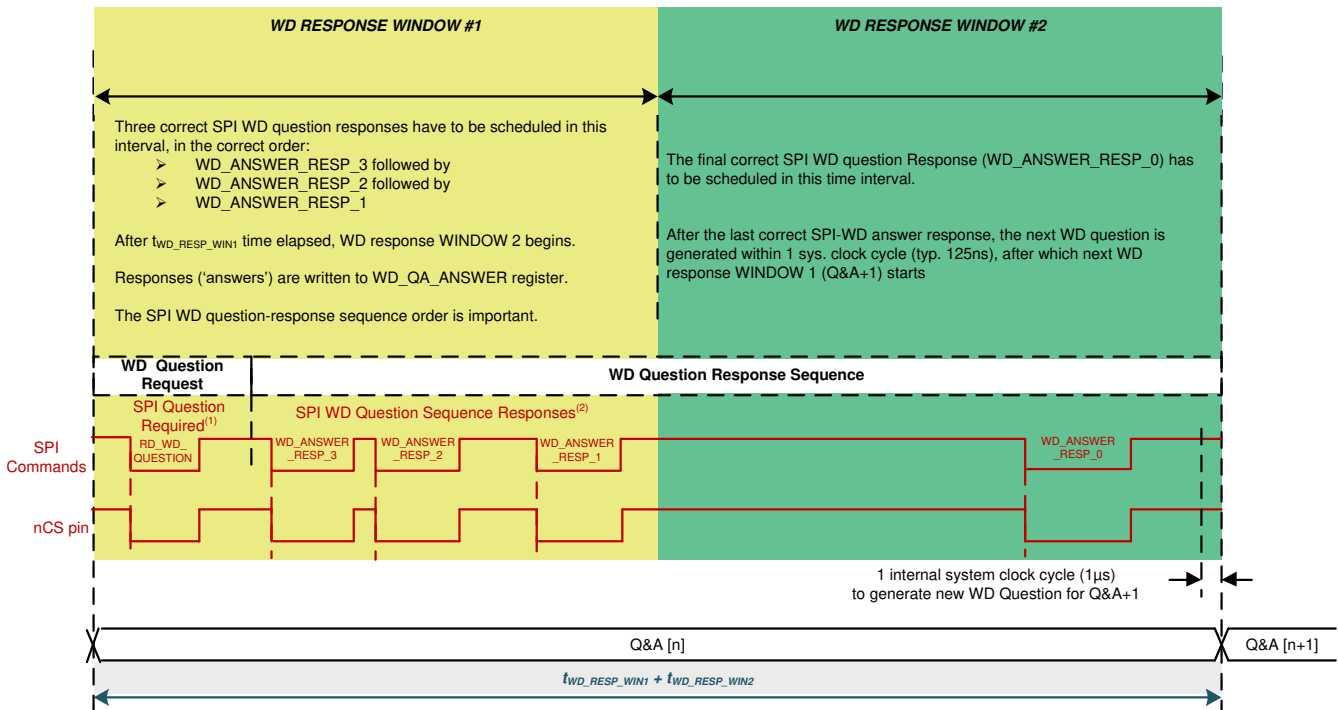 WD RESPONSE WINDOW #1
WD RESPONSE WINDOW #2
Three correct SPI WD question responses have to be scheduled in this
interval, in the correct order:
➢ WD_ANSWER_RESP_3 followed by
➢ WD_ANSWER_RESP_2 followed by
➢ WD_ANSWER_RESP_1
After tWD_RESP_WIN1 time elapsed, WD response WINDOW 2 begins.
Responses (‘answers’) are written to WD_QA_ANSWER register.
The SPI WD question-response sequence order is important.
The final correct SPI WD question Response (WD_ANSWER_RESP_0) has
to be scheduled in this time interval.
After the last correct SPI-WD answer response, the next WD question is
generated within 1 sys. clock cycle (typ. 125ns), after which next WD
response WINDOW 1 (Q&A+1) starts
WD Question
Request
WD Question Response Sequence
SPI Question
Required(1)
SPI WD Question Sequence Responses(2)
SPI
Commands
RD_WD_
QUESTION
WD_ANSWER
_RESP_3
WD_ANSWER
_RESP_2
WD_ANSWER
_RESP_1
WD_ANSWER
_RESP_0
nCS pin
1 internal system clock cycle (1µs)
to generate new WD Question for Q&A+1
Q&A [n]
Q&A [n+1]
tWD_RESP_WIN1 + tWD_RESP_WIN2